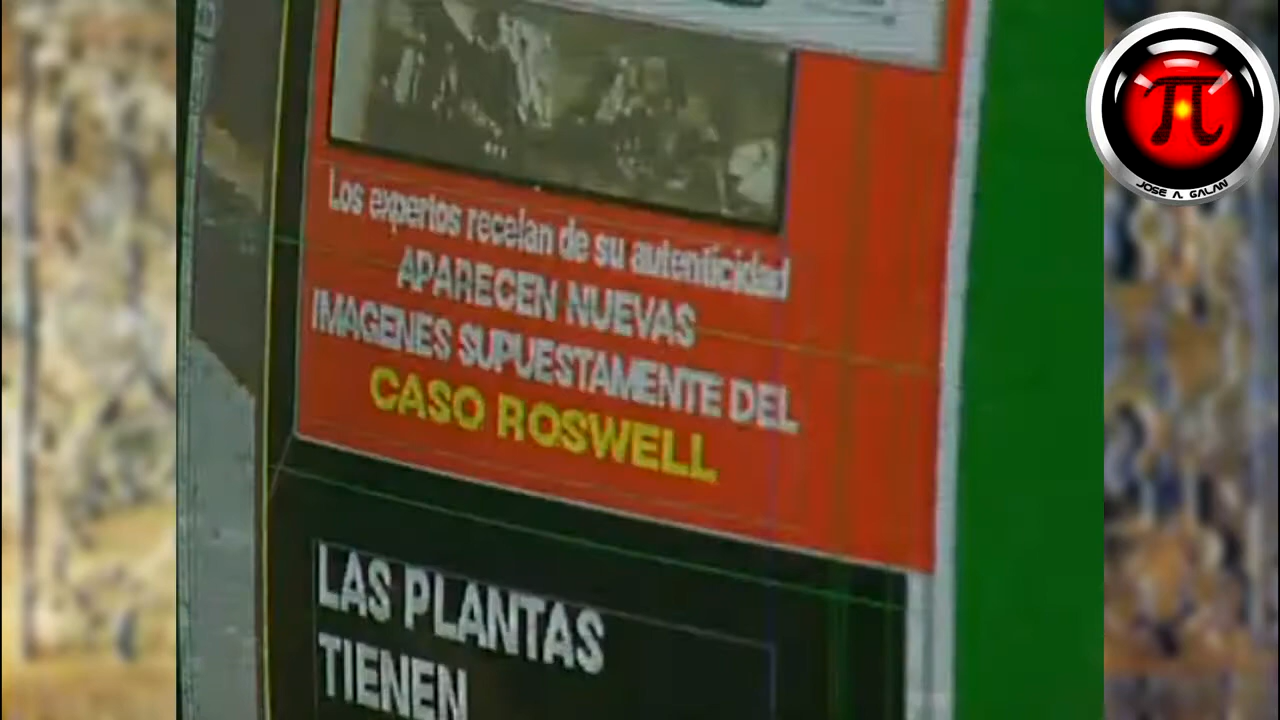 Los expertos recelan de su autenticidad
APARECEN NUEVAS
IMAGENES SUPUESTAMENTE DEL
CASO ROSWELL
LAS PLANTAS
TIENEN
π
JOSE A. GALAN